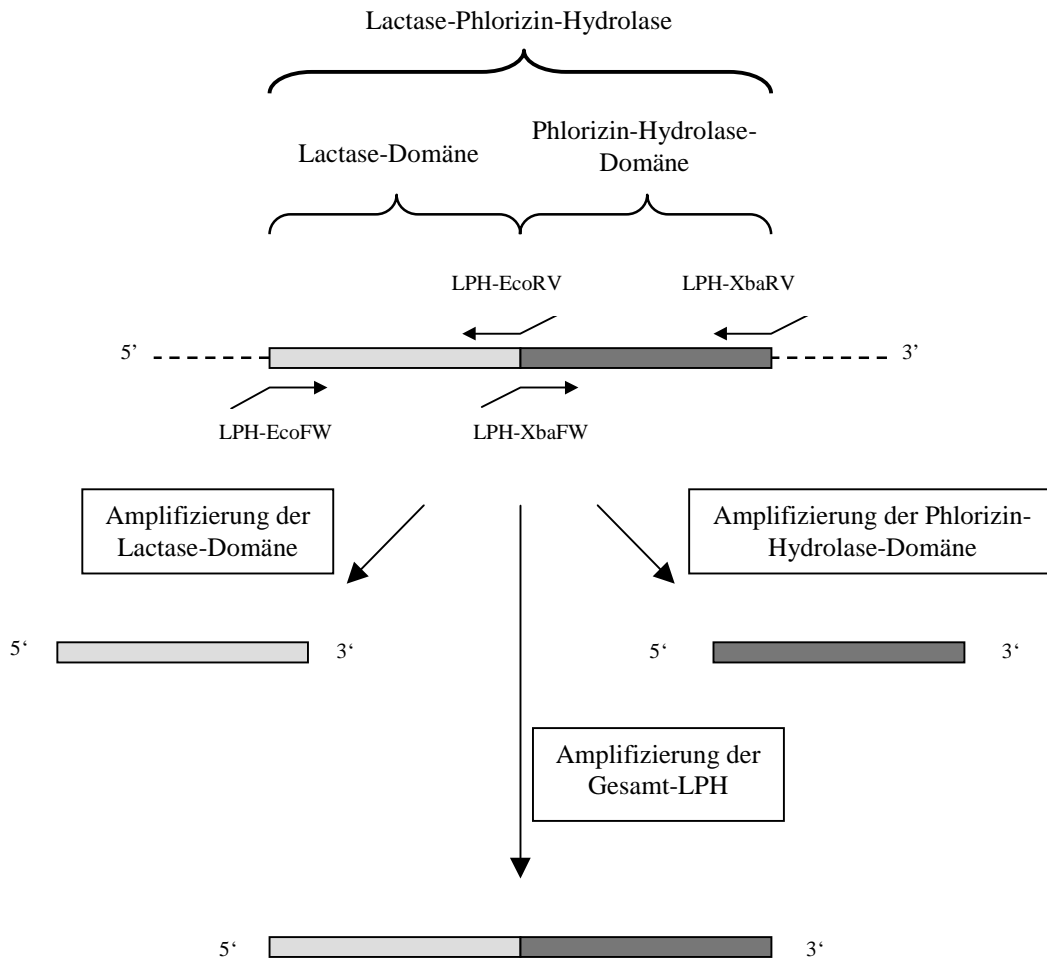 Lactase-Phlorizin-Hydrolase
Lactase-Domäne
Phlorizin-Hydrolase-
Domäne
LPH-EcoRV
LPH-XbaRV
5’
3’
LPH-EcoFW
LPH-XbaFW
Amplifizierung der
Lactase-Domäne
Amplifizierung der Phlorizin-
Hydrolase-Domäne
5‘
3‘
5‘
3‘
Amplifizierung der
Gesamt-LPH
5‘
3‘